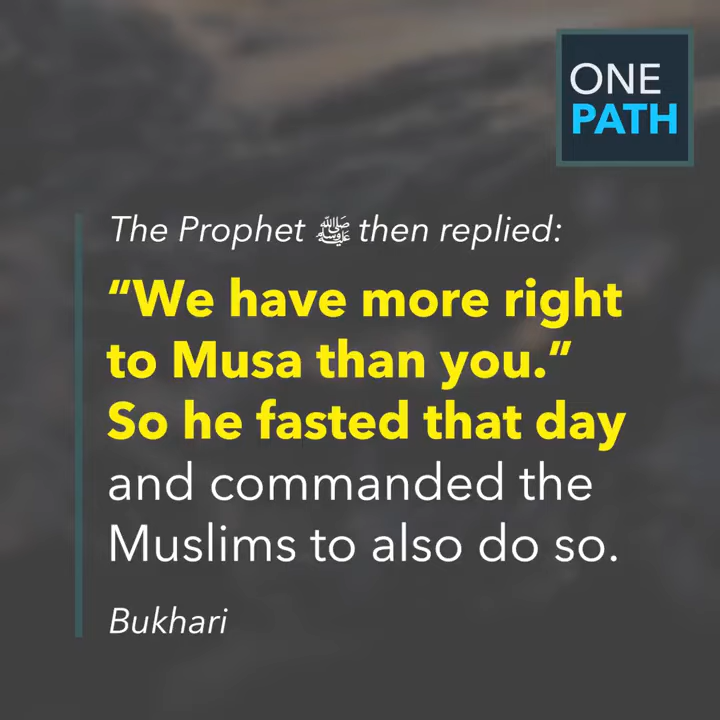 ONE
PATH
The Prophet ﷺ then replied:
“We have more right
to Musa than you.”
So he fasted that day
and commanded the
Muslims to also do so.
Bukhari